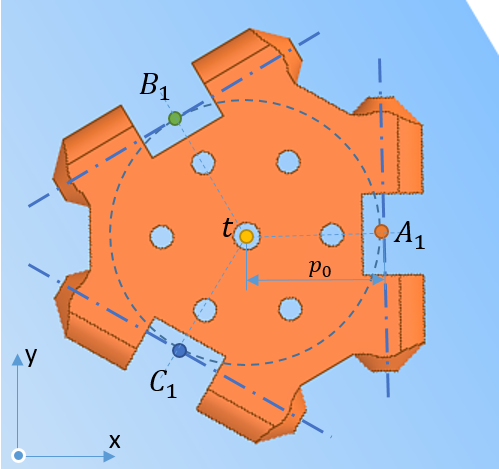 B₁
t
A₁
p₀
C₁
y
x